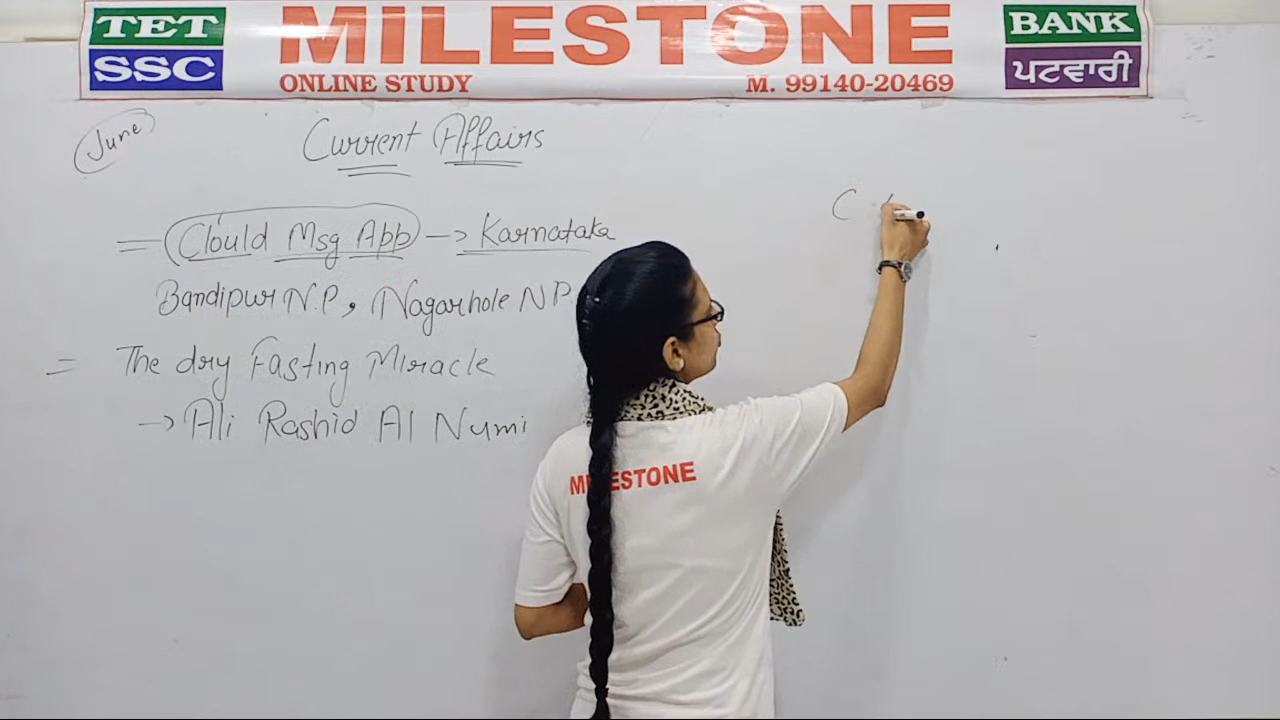 TET
SSC
MILESTONE
ONLINE STUDY
M. 99140-20469
BANK
ਪਟਵਾਰੀ
June
Current Affairs
= Clould Msg App → Karnataka
Bandipur N.P, Nagarhole NP
= The dry Fasting Miracle
→ Ali Rashid Al Numi
C
MILESTONE